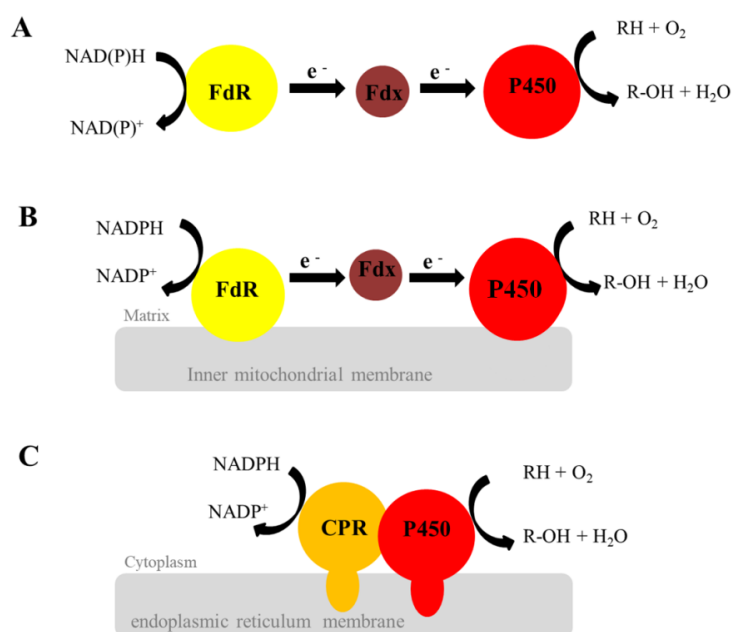 A
NAD(P)H
NAD(P)⁺
FdR
e⁻
Fdx
e⁻
P450
RH + O₂
R-OH + H₂O
B
NADPH
NADP⁺
FdR
e⁻
Fdx
e⁻
P450
RH + O₂
R-OH + H₂O
Matrix
Inner mitochondrial membrane
C
NADPH
NADP⁺
CPR
P450
RH + O₂
R-OH + H₂O
Cytoplasm
endoplasmic reticulum membrane